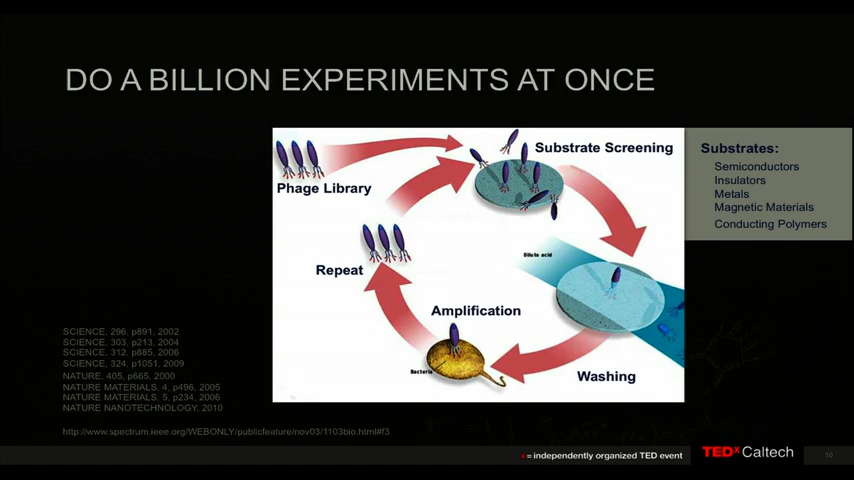 DO A BILLION EXPERIMENTS AT ONCE
Substrate Screening
Phage Library
Substrates:
Semiconductors
Insulators
Metals
Magnetic Materials
Conducting Polymers
Dilute acid
Repeat
Amplification
Bacteria
Washing
SCIENCE, 296, p891, 2002
SCIENCE, 303, p213, 2004
SCIENCE, 312, p885, 2006
SCIENCE, 324, p1051, 2009
NATURE, 405, p665, 2000
NATURE MATERIALS, 4, p496, 2005
NATURE MATERIALS, 5, p234, 2006
NATURE NANOTECHNOLOGY, 2010
http://www.spectrum.ieee.org/WEBONLY/publicfeature/nov03/1103bio.html#f3
x = independently organized TED event
TEDxCaltech
16